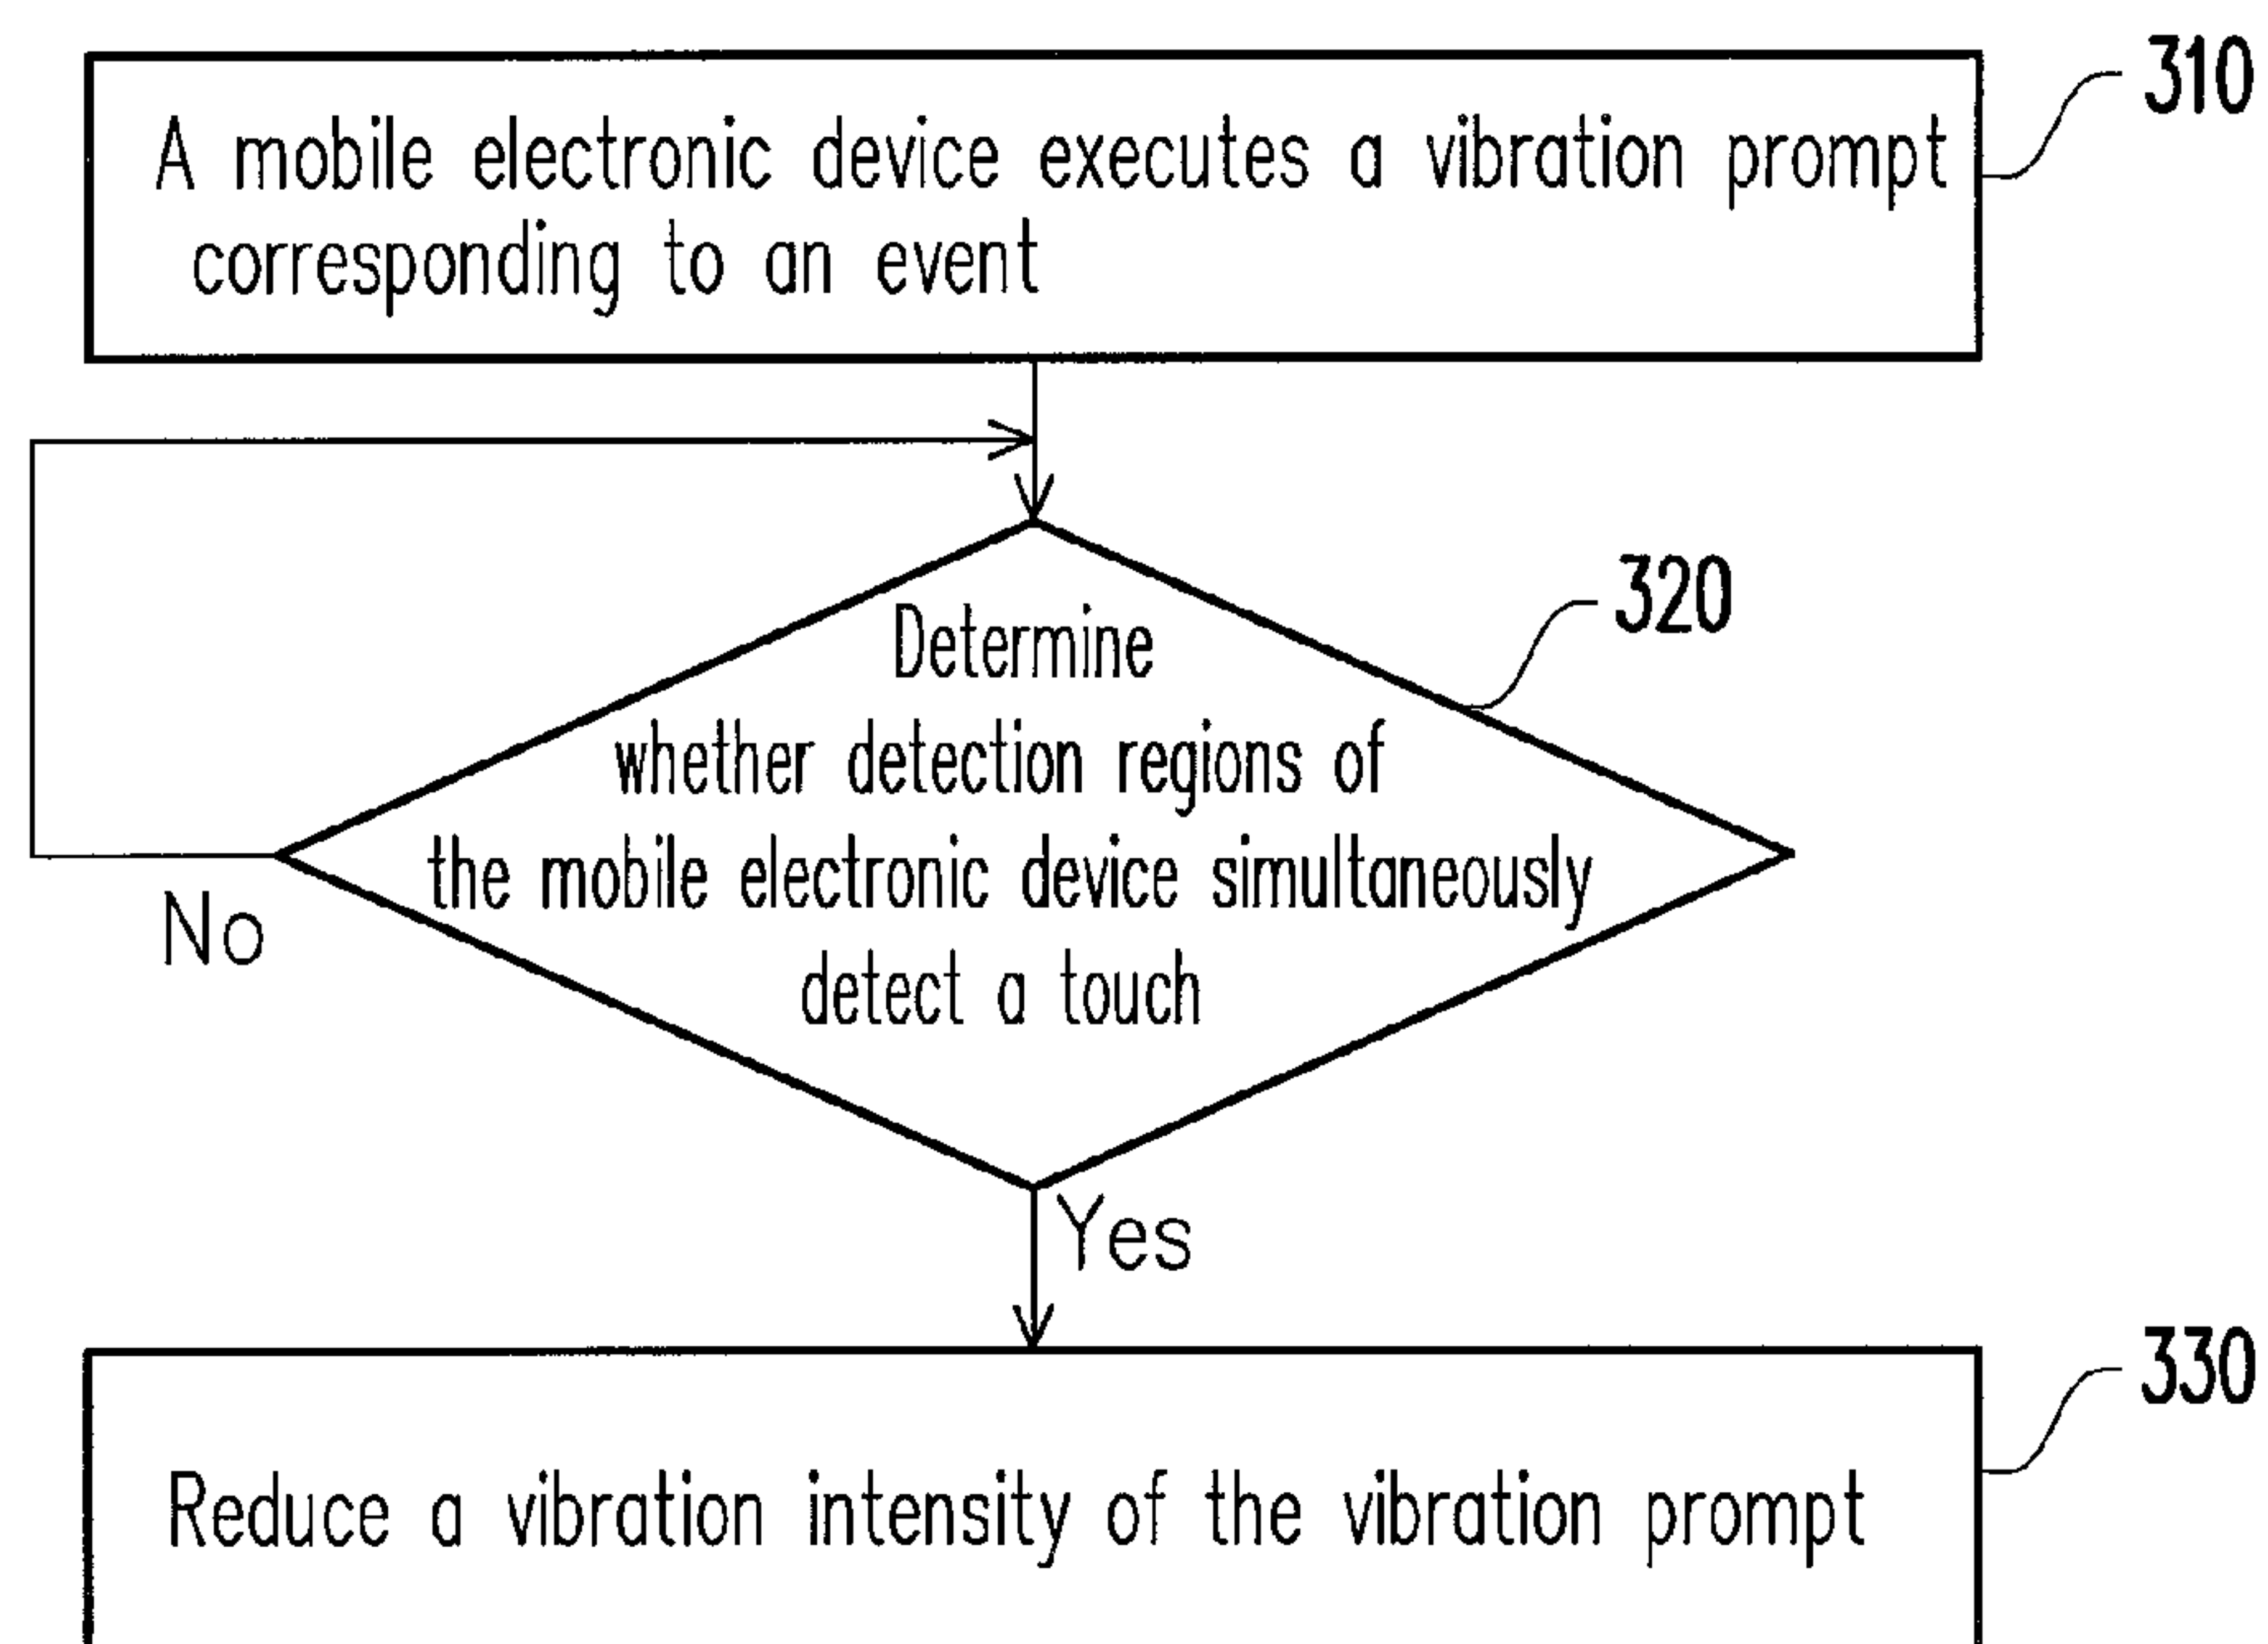 310
A mobile electronic device executes a vibration prompt
corresponding to an event
320
Determine
whether detection regions of
the mobile electronic device simultaneously
detect a touch
No
Yes
330
Reduce a vibration intensity of the vibration prompt